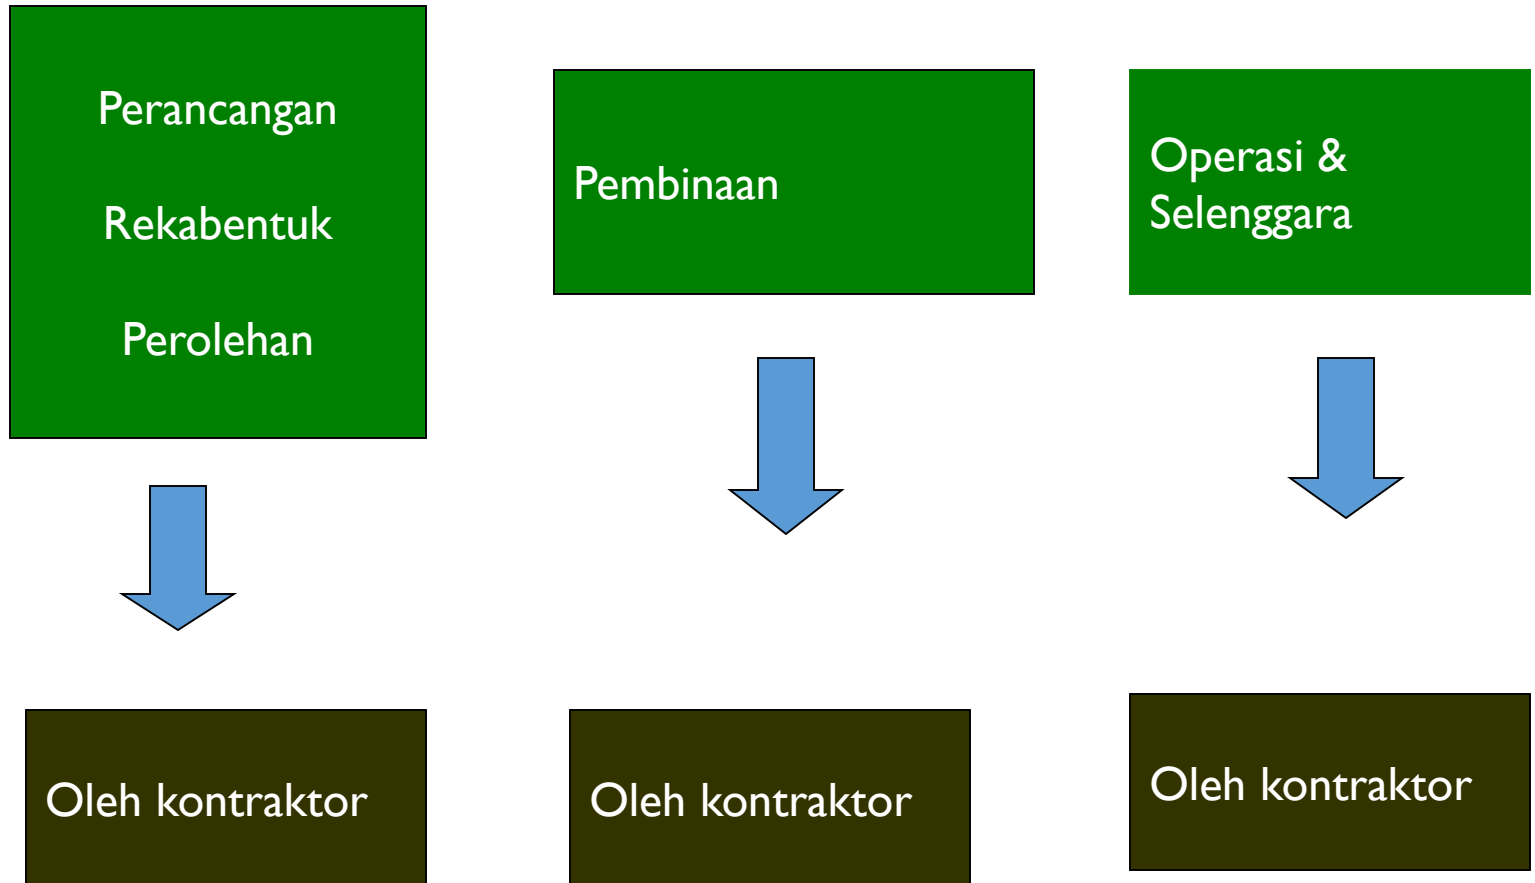 Perancangan
Rekabentuk
Perolehan
Pembinaan
Operasi &
Selenggara
Oleh kontraktor
Oleh kontraktor
Oleh kontraktor